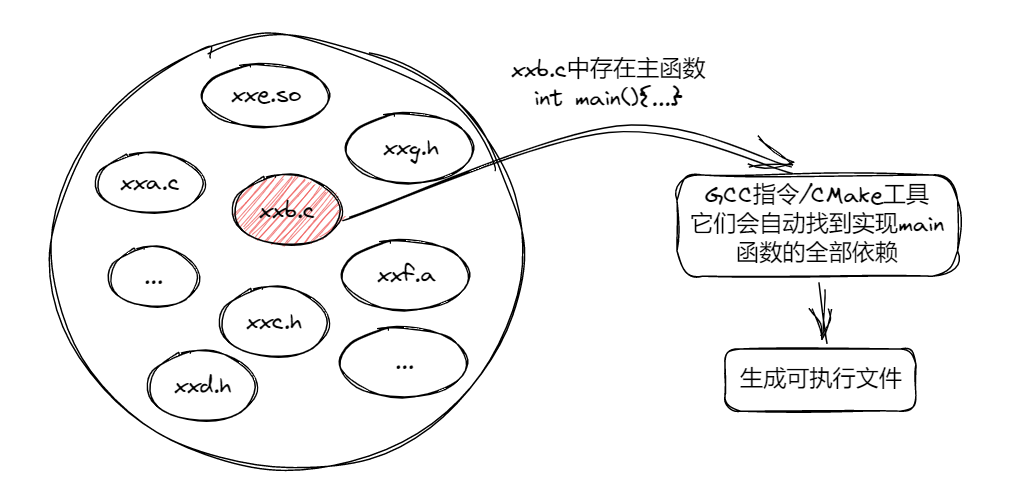 xxe.so
xxg.h
xxa.c
xxb.c
...
xxf.a
xxc.h
...
xxd.h
xxb.c中存在主函数
int main(){...}
GCC指令/CMake工具
它们会自动找到实现main
函数的全部依赖
生成可执行文件